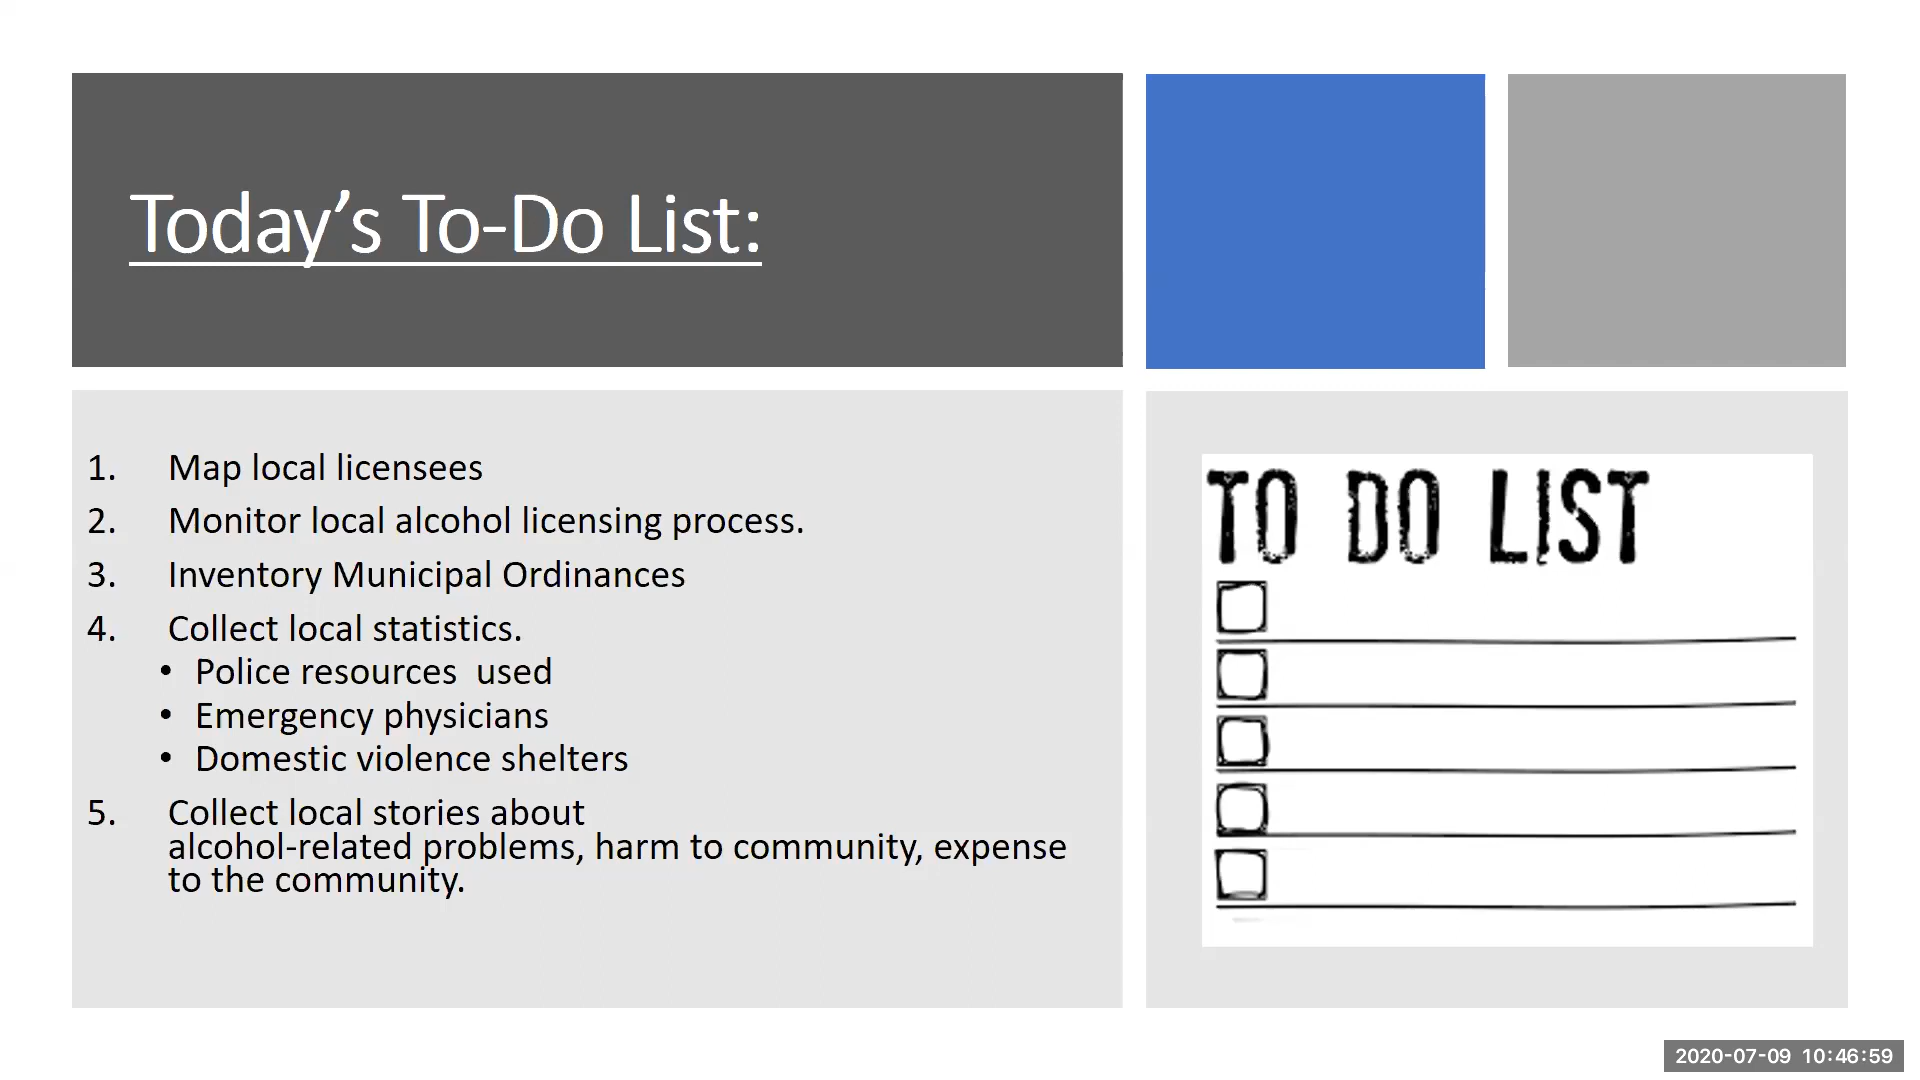 Today’s To-Do List:
1. Map local licensees
2. Monitor local alcohol licensing process.
3. Inventory Municipal Ordinances
4. Collect local statistics.
• Police resources  used
• Emergency physicians
• Domestic violence shelters
5. Collect local stories about
alcohol-related problems, harm to community, expense
to the community.
TO DO LIST
2020-07-09 10:46:59